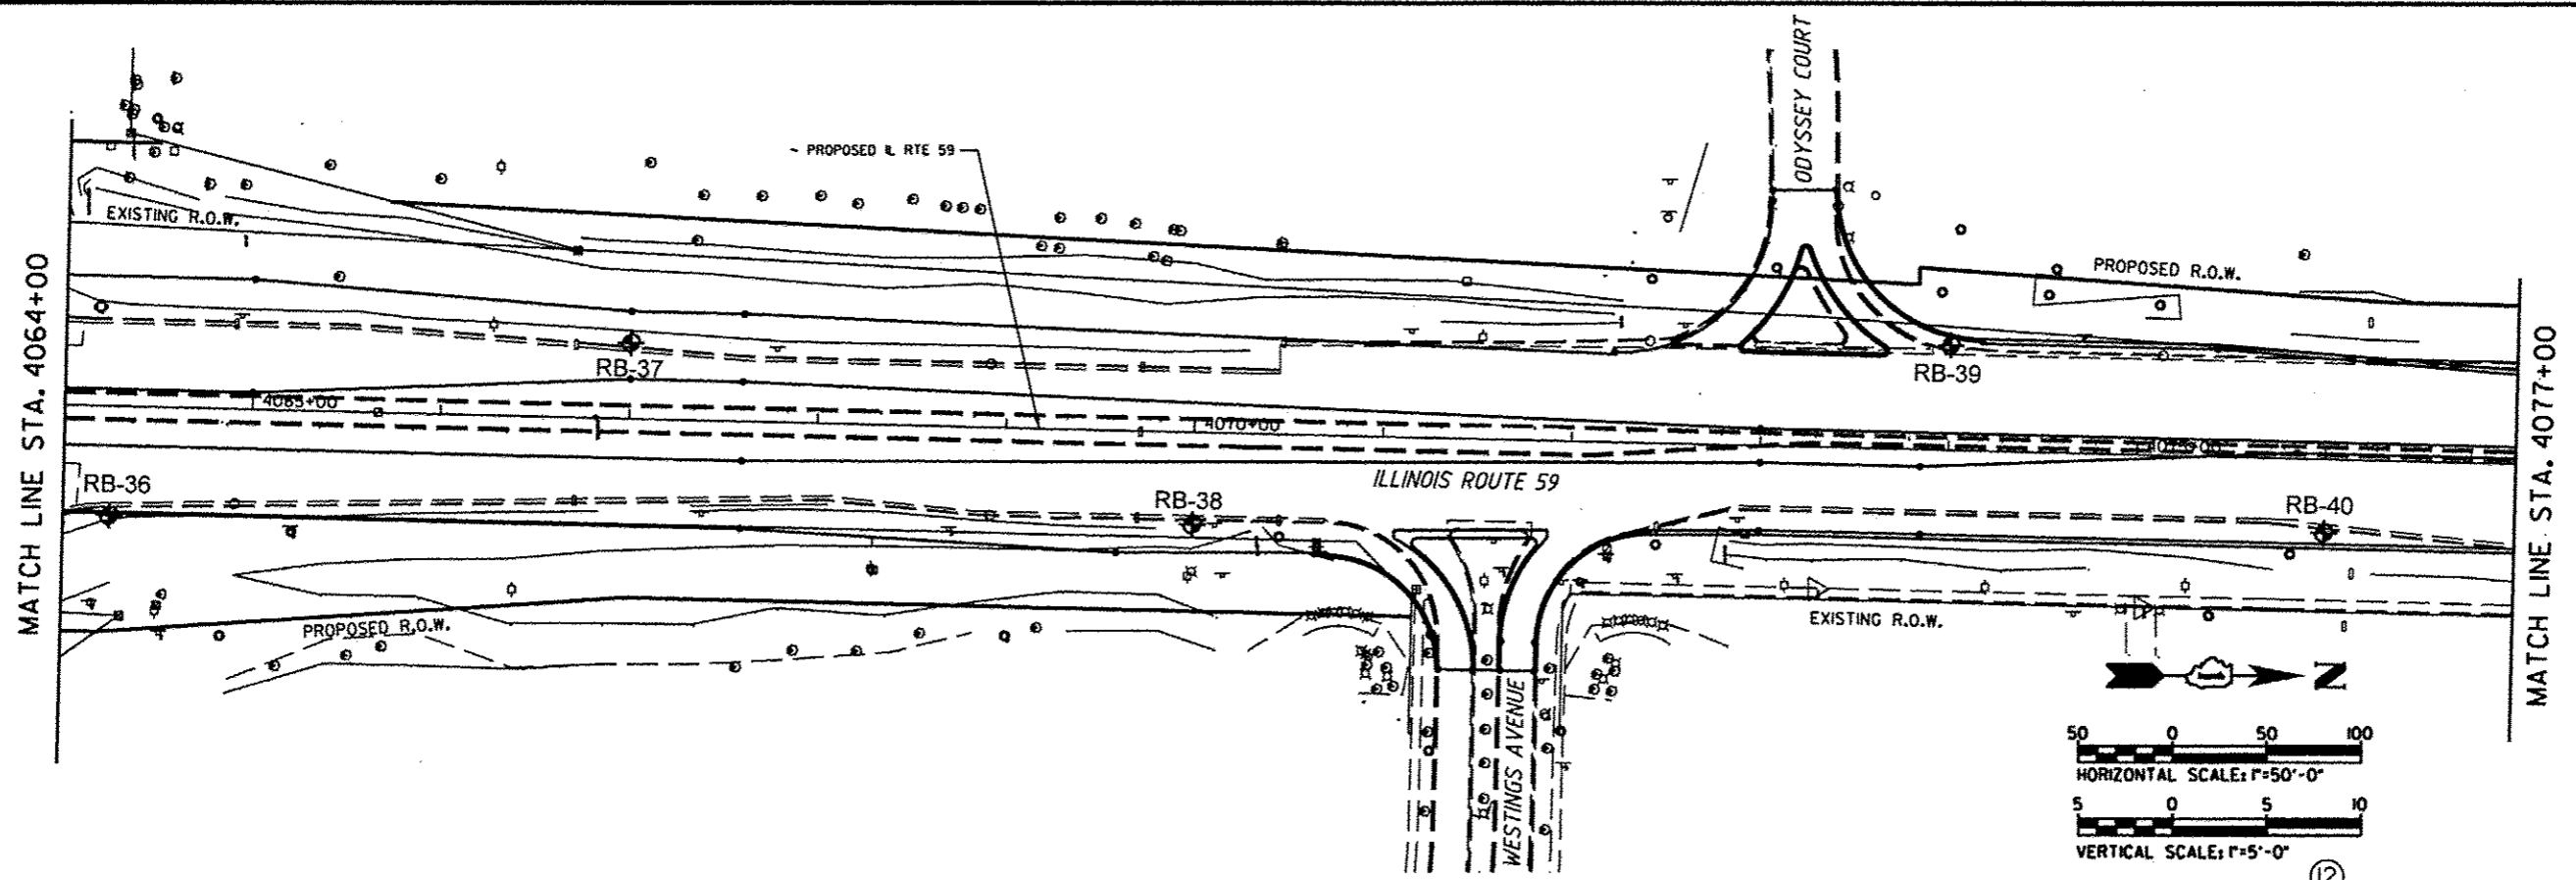 ODYSSEY COURT
~ PROPOSED IL RTE 59
EXISTING R.O.W.
PROPOSED R.O.W.
MATCH LINE STA. 4064+00
RB-37
RB-39
4065+00
4070+00
4075+00
MATCH LINE STA. 4077+00
ILLINOIS ROUTE 59
RB-36
RB-38
RB-40
PROPOSED R.O.W.
EXISTING R.O.W.
N
WESTINGS AVENUE
50 0 50 100
HORIZONTAL SCALE: 1"=50'-0"
5 0 5 10
VERTICAL SCALE: 1"=5'-0"
12